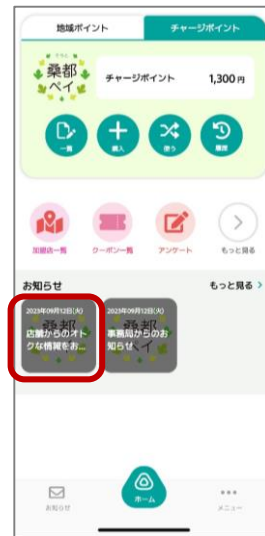 地域ポイント
チャージポイント
桑都
ペイ
チャージポイント
1,300 円
一覧
購入
使う
履歴
加盟店一覧
クーポン一覧
アンケート
もっと見る
お知らせ
もっと見る >
2023年09月12日(火)
店舗からのオト
クな情報をお...
2023年09月12日(火)
事務局からのお
知らせ
お知らせ
ホーム
メニュー